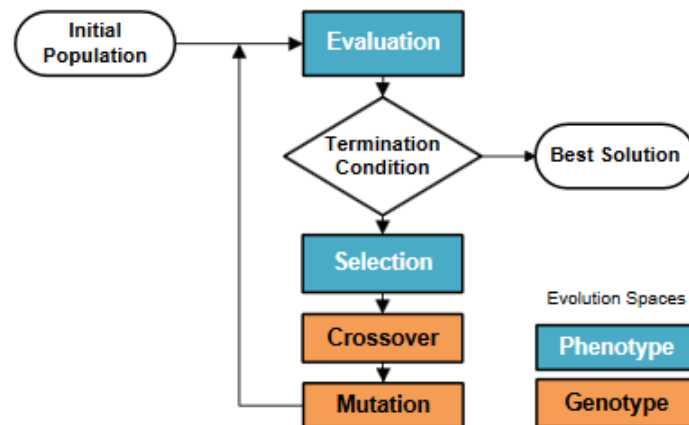 Initial
Population
Evaluation
Termination
Condition
Best Solution
Selection
Crossover
Mutation
Evolution Spaces
Phenotype
Genotype